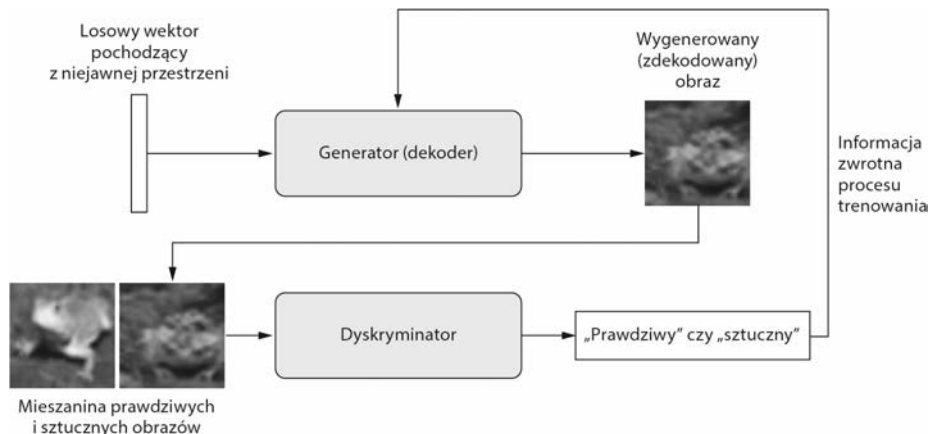 Losowy wektor
pochodzący
z niejawnej przestrzeni
Generator (dekoder)
Wygenerowany
(zdekodowany)
obraz
Informacja
zwrotna
procesu
trenowania
Mieszanina prawdziwych
i sztucznych obrazów
Dyskryminator
„Prawdziwy” czy „sztuczny”